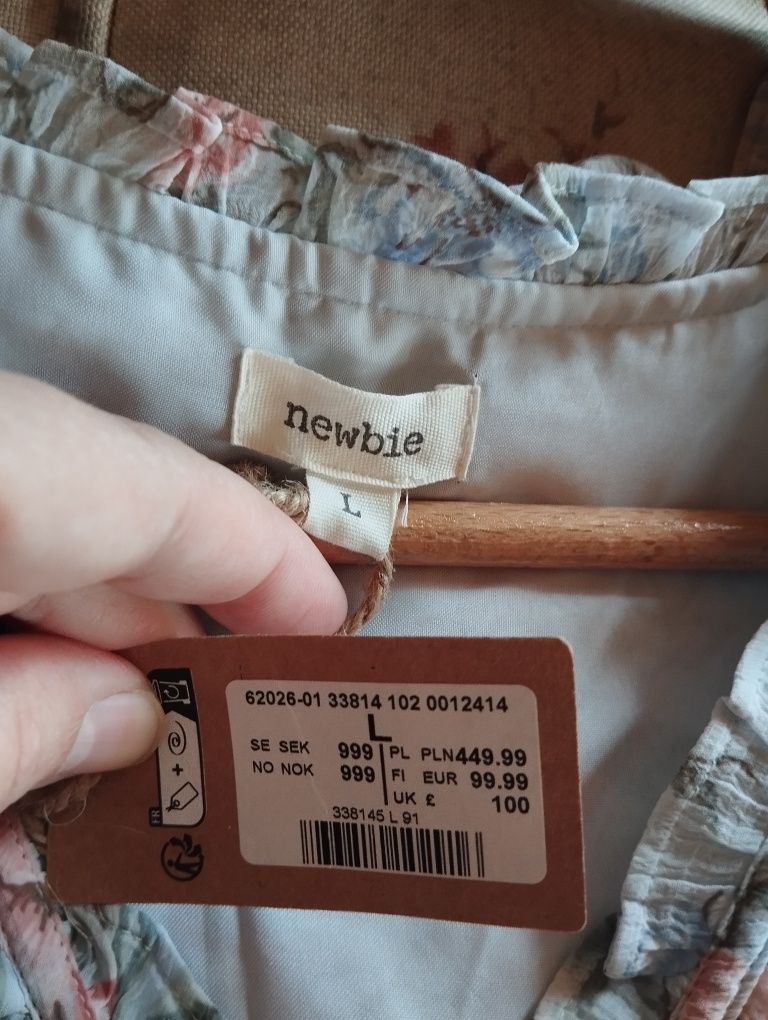 newbie
L
62026-01 33814 102 0012414
L
SE SEK 999
NO NOK 999
PL PLN 449.99
FI EUR 99.99
UK £ 100
338145 L 91
FR
+